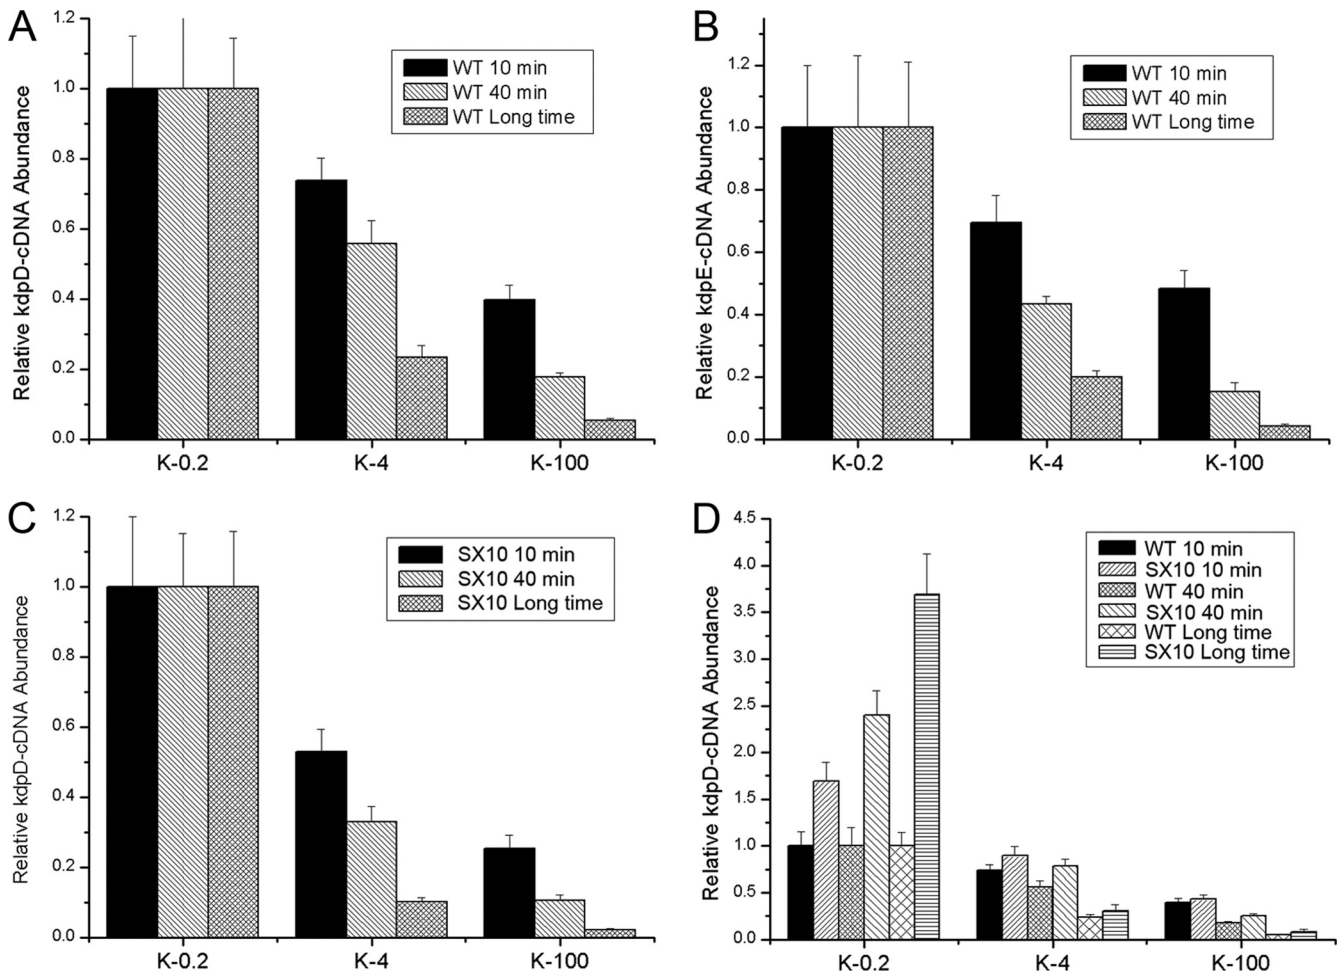 A
Relative kdpD-cDNA Abundance
1.2
1.0
0.8
0.6
0.4
0.2
0.0
WT 10 min
WT 40 min
WT Long time
K-0.2
K-4
K-100
B
Relative kdpE-cDNA Abundance
1.2
1.0
0.8
0.6
0.4
0.2
0.0
WT 10 min
WT 40 min
WT Long time
K-0.2
K-4
K-100
C
Relative kdpD-cDNA Abundance
1.2
1.0
0.8
0.6
0.4
0.2
0.0
SX10 10 min
SX10 40 min
SX10 Long time
K-0.2
K-4
K-100
D
Relative kdpD-cDNA Abundance
4.5
4.0
3.5
3.0
2.5
2.0
1.5
1.0
0.5
0.0
WT 10 min
SX10 10 min
WT 40 min
SX10 40 min
WT Long time
SX10 Long time
K-0.2
K-4
K-100